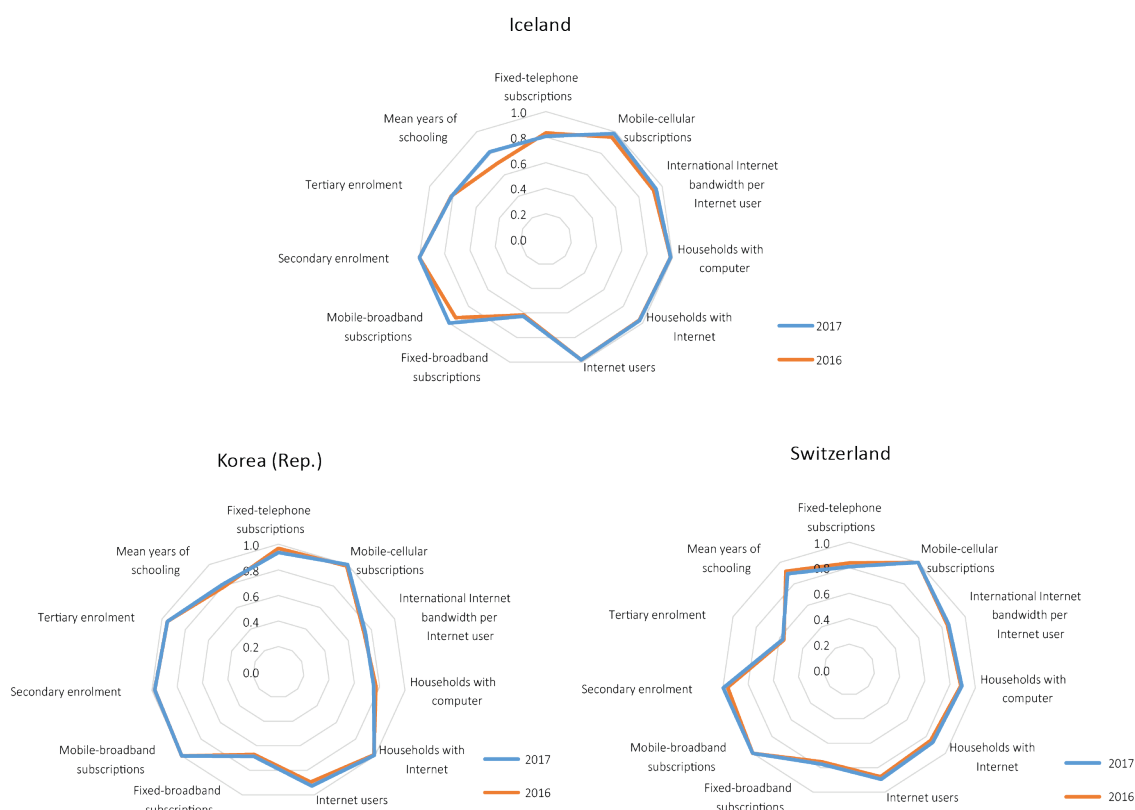 Iceland
Fixed-telephone
subscriptions
Mobile-cellular
subscriptions
International Internet
bandwidth per
Internet user
Households with
computer
Households with
Internet
Internet users
Fixed-broadband
subscriptions
Mobile-broadband
subscriptions
Secondary enrolment
Tertiary enrolment
Mean years of
schooling
1.0
0.8
0.6
0.4
0.2
0.0
2017
2016
Korea (Rep.)
Fixed-telephone
subscriptions
Mobile-cellular
subscriptions
International Internet
bandwidth per
Internet user
Households with
computer
Households with
Internet
Internet users
Fixed-broadband
subscriptions
Mobile-broadband
subscriptions
Secondary enrolment
Tertiary enrolment
Mean years of
schooling
1.0
0.8
0.6
0.4
0.2
0.0
2017
2016
Switzerland
Fixed-telephone
subscriptions
Mobile-cellular
subscriptions
International Internet
bandwidth per
Internet user
Households with
computer
Households with
Internet
Internet users
Fixed-broadband
subscriptions
Mobile-broadband
subscriptions
Secondary enrolment
Tertiary enrolment
Mean years of
schooling
1.0
0.8
0.6
0.4
0.2
0.0
2017
2016